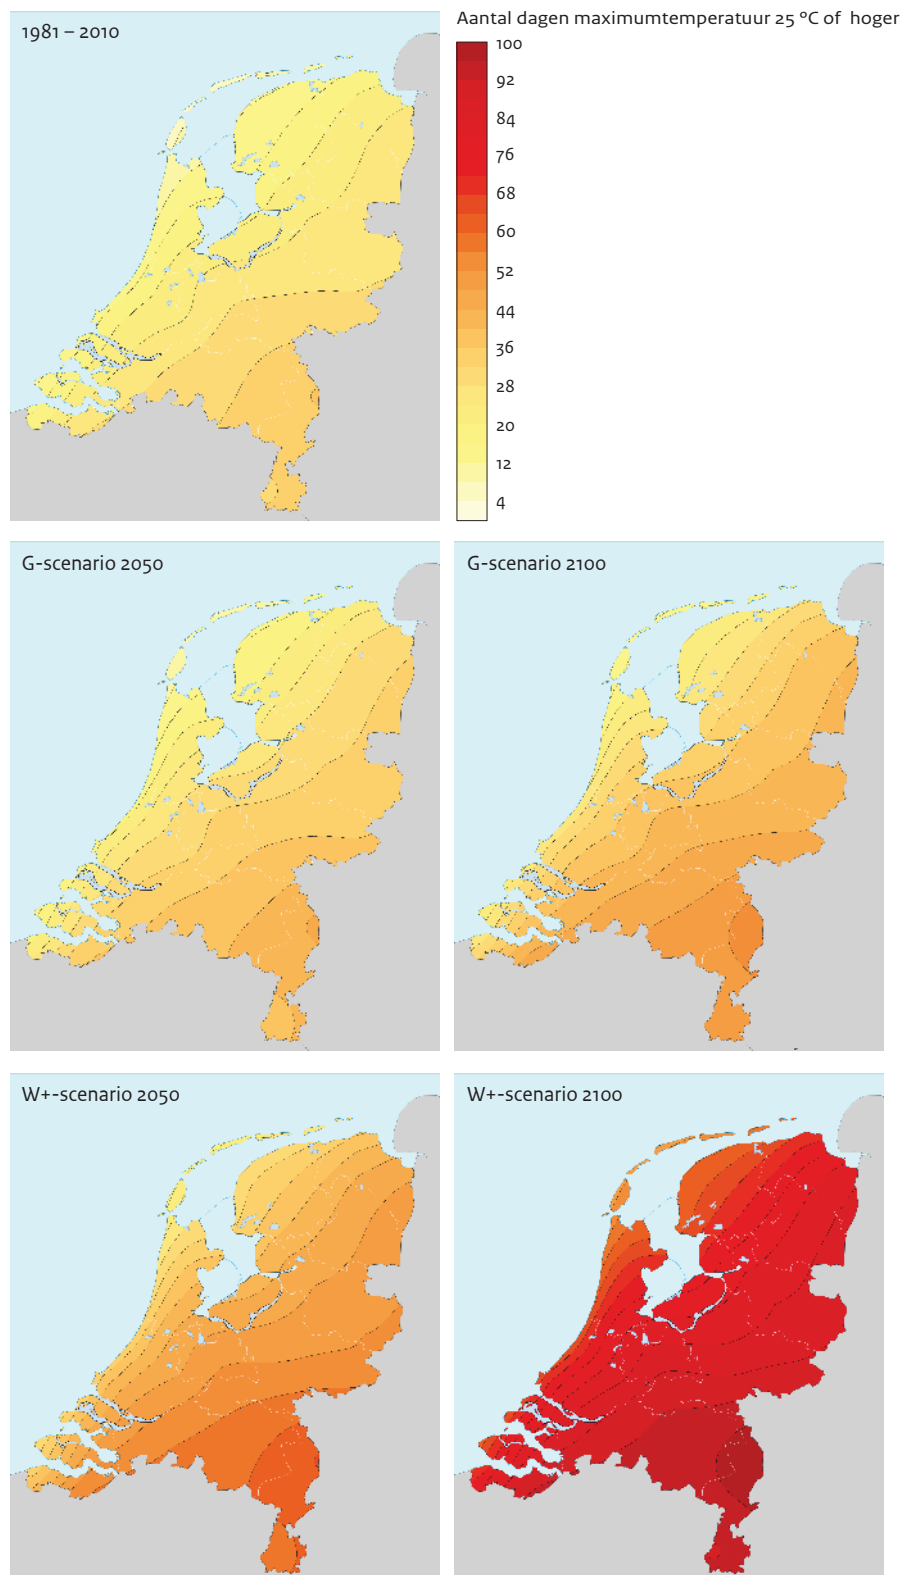 1981 – 2010
Aantal dagen maximumtemperatuur 25 °C of hoger
100
92
84
76
68
60
52
44
36
28
20
12
4
G-scenario 2050
G-scenario 2100
W+-scenario 2050
W+-scenario 2100